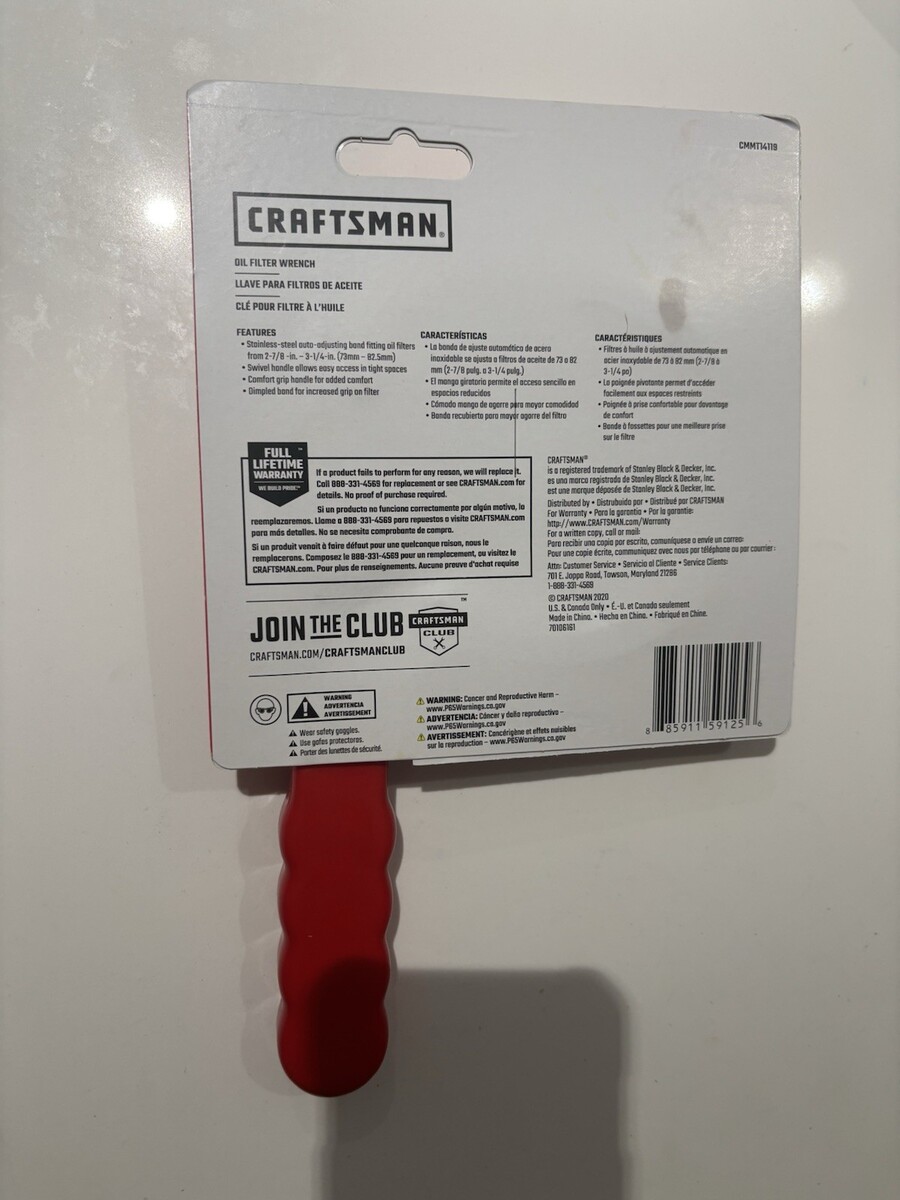 CMMT14119
CRAFTSMAN®
OIL FILTER WRENCH
LLAVE PARA FILTROS DE ACEITE
CLÉ POUR FILTRE À L'HUILE
FEATURES
• Stainless-steel auto-adjusting band fitting oil filters
from 2-7/8 -in. – 3-1/4-in. (73mm – 82.5mm)
• Swivel handle allows easy access in tight spaces
• Comfort grip handle for added comfort
• Dimpled band for increased grip on filter
CARACTERÍSTICAS
• La banda de ajuste automática de acero
inoxidable se ajusta a filtros de aceite de 73 a 82
mm (2-7/8 pulg. a 3-1/4 pulg.)
• El mango giratorio permite el acceso sencillo en
espacios reducidos
• Cómodo mango de agarre para mayor comodidad
• Banda recubierta para mayor agarre del filtro
CARACTÉRISTIQUES
• Filtres à huile à ajustement automatique en
acier inoxydable de 73 à 82 mm (2-7/8 à
3-1/4 po)
• La poignée pivotante permet d'accéder
facilement aux espaces restreints
• Poignée à prise confortable pour davantage
de confort
• Bande à fossettes pour une meilleure prise
sur le filtre
FULL™
LIFETIME
WARRANTY
WE BUILD PRIDE™
If a product fails to perform for any reason, we will replace it.
Call 888-331-4569 for replacement or see CRAFTSMAN.com for
details. No proof of purchase required.
Si un producto no funciona correctamente por algún motivo, lo
reemplazaremos. Llama a 888-331-4569 para repuestos o visite CRAFTSMAN.com
para más detalles. No se necesita comprobante de compra.
Si un produit venait à faire défaut pour une quelconque raison, nous le
remplacerons. Composez le 888-331-4569 pour un remplacement, ou visitez le
CRAFTSMAN.com. Pour plus de renseignements. Aucune preuve d'achat requise
CRAFTSMAN®
is a registered trademark of Stanley Black & Decker, Inc.
es una marca registrada de Stanley Black & Decker, Inc.
est une marque déposée de Stanley Black & Decker, Inc.
Distributed by • Distrubuido por • Distribué par CRAFTSMAN
For Warranty • Para la garantía • Por la garantie:
http://www.CRAFTSMAN.com/Warranty
For a written copy, call or mail:
Para recibir una copia por escrito, comuníquese o envíe un correo:
Pour une copie écrite, communiquez avec nous par téléphone ou par courrier:
Attn: Customer Service • Servicio al Cliente • Service Clients:
701 E. Joppa Road, Towson, Maryland 21286
1-888-331-4569
© CRAFTSMAN 2020
U.S. & Canada Only • É.-U. et Canada seulement
Made in China. • Hecho en China. • Fabriqué en Chine.
70106161
JOIN THE CLUB
CRAFTSMAN.COM/CRAFTSMANCLUB
CRAFTSMAN™
CLUB
WARNING
ADVERTENCIA
AVERTISSEMENT
Wear safety goggles.
Use gafas protectoras.
Porter des lunettes de sécurité.
WARNING: Cancer and Reproductive Harm –
www.P65Warnings.ca.gov
ADVERTENCIA: Cáncer y daño reproductivo –
www.P65Warnings.ca.gov
AVERTISSEMENT: Cancérigène et effets nuisibles
sur la reproduction – www.P65Warnings.ca.gov
8 85911 59125 6